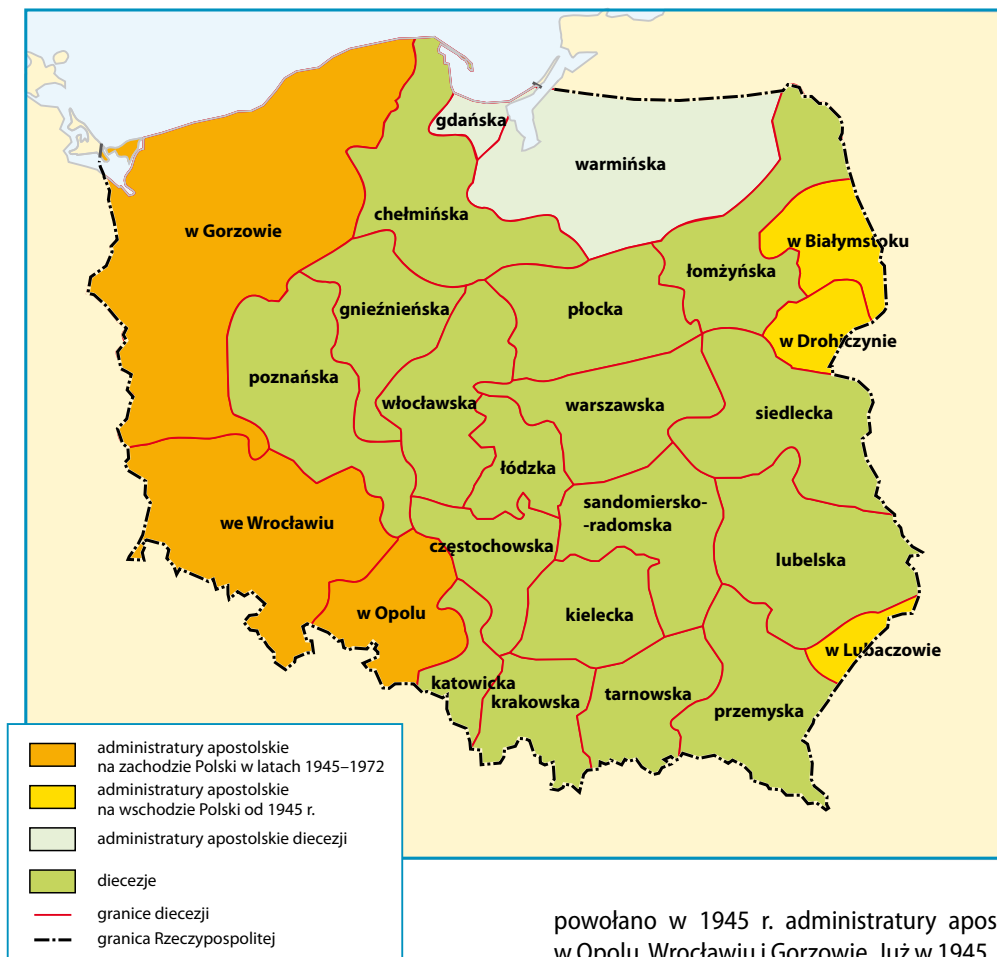 gdańska
warmińska
w Gorzowie
chełmińska
w Białymstoku
łomżyńska
gnieźnieńska
płocka
w Drohiczynie
poznańska
włocławska
warszawska
siedlecka
łódzka
sandomiersko-
-radomska
we Wrocławiu
częstochowska
lubelska
w Opolu
kielecka
w Lubaczowie
katowicka
krakowska
tarnowska
przemyska
administratury apostolskie
na zachodzie Polski w latach 1945–1972
administratury apostolskie
na wschodzie Polski od 1945 r.
administratury apostolskie diecezji
diecezje
granice diecezji
granica Rzeczypospolitej
powołano w 1945 r. administratury apos
w Opolu, Wrocławiu i Gorzowie. Już w 1945